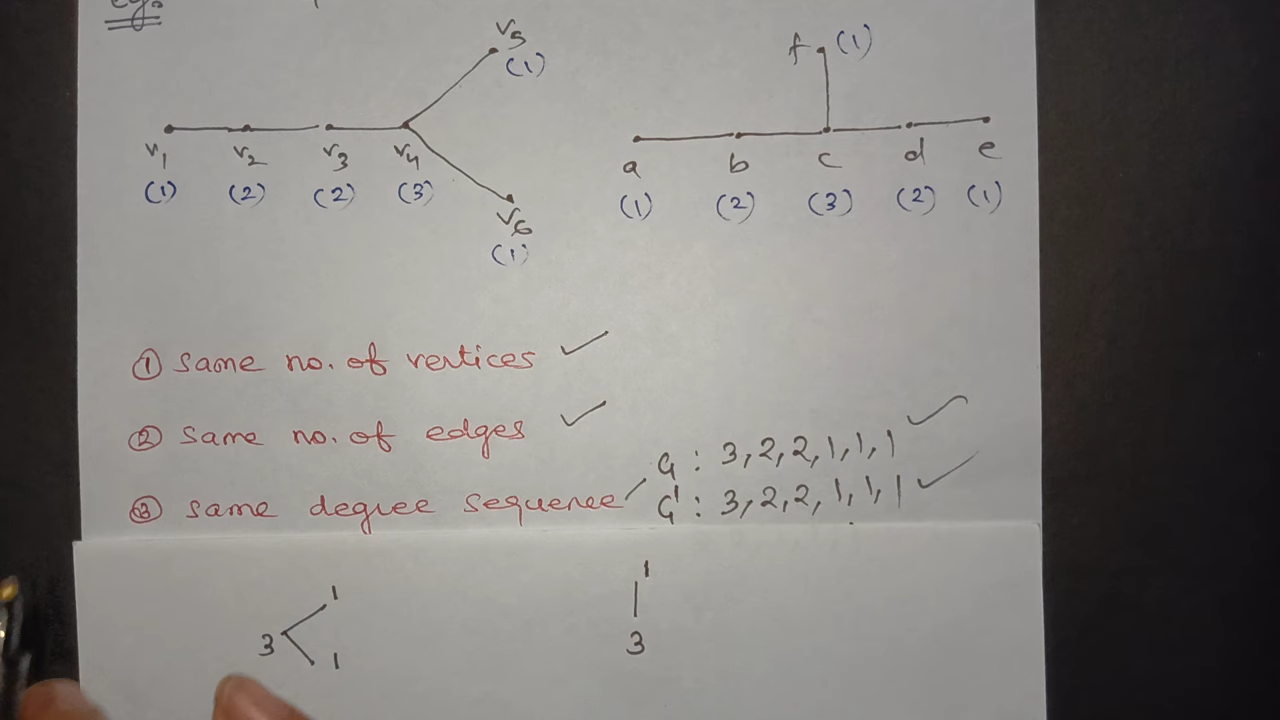 eg:
v5
(1)
v1 v2 v3 v4
(1) (2) (2) (3)
v6
(1)
f (1)
a b c d e
(1) (2) (3) (2) (1)
① same no. of vertices ✓
② same no. of edges ✓
③ same degree sequence
G : 3,2,2,1,1,1 ✓
G' : 3,2,2,1,1,1 ✓
1
3
1
1
3